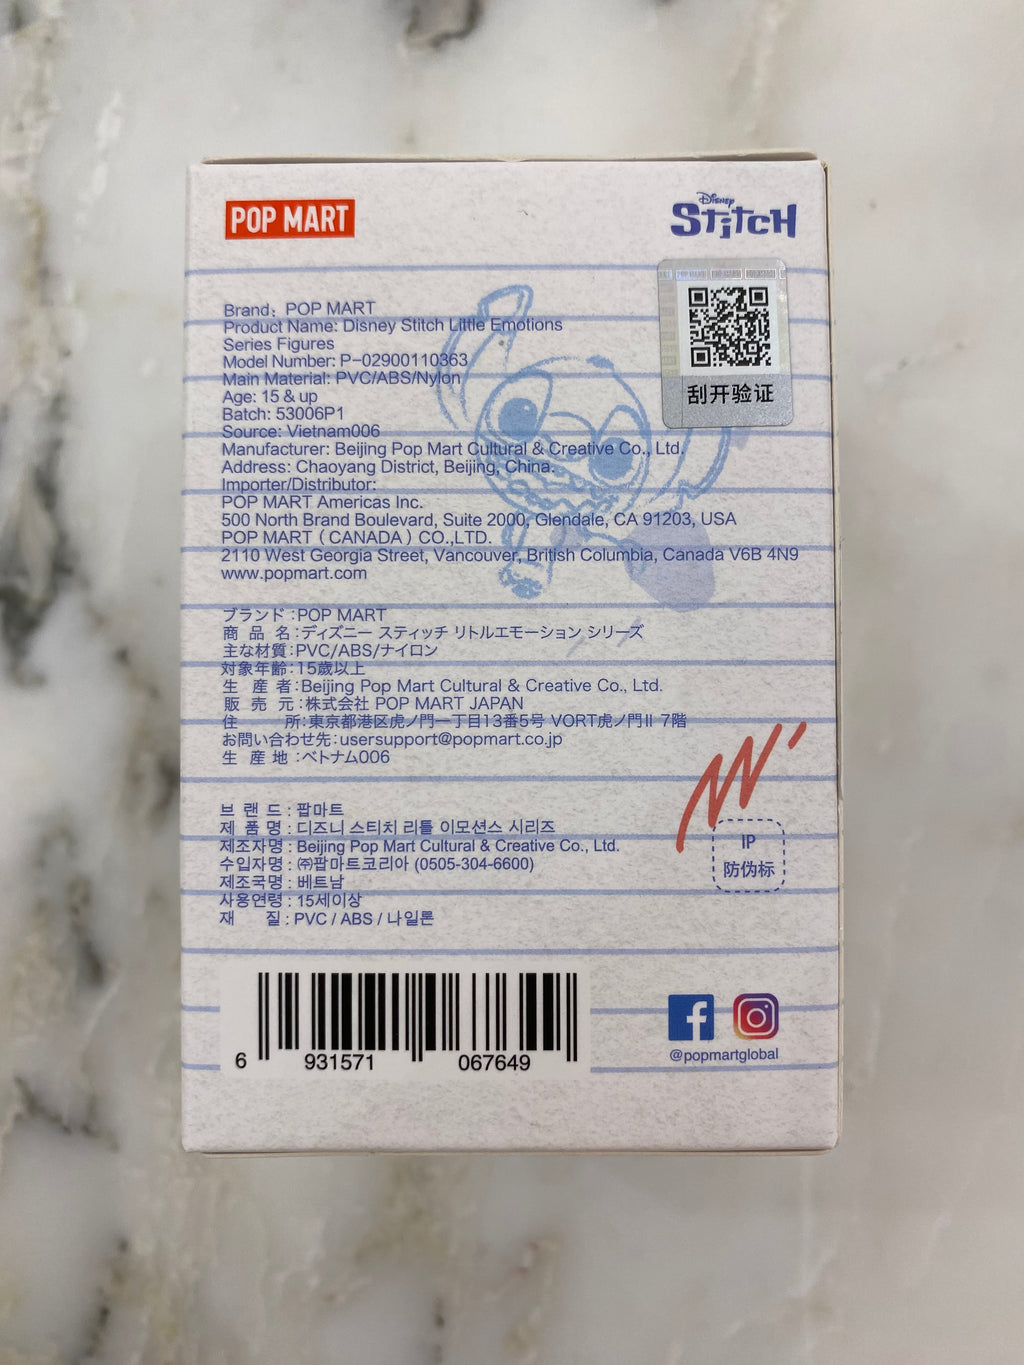 POP MART
Disney
Stitch
刮开验证
Brand: POP MART
Product Name: Disney Stitch Little Emotions
Series Figures
Model Number: P-02900110363
Main Material: PVC/ABS/Nylon
Age: 15 & up
Batch: 53006P1
Source: Vietnam006
Manufacturer: Beijing Pop Mart Cultural & Creative Co., Ltd.
Address: Chaoyang District, Beijing, China.
Importer/Distributor:
POP MART Americas Inc.
500 North Brand Boulevard, Suite 2000, Glendale, CA 91203, USA
POP MART ( CANADA ) CO.,LTD.
2110 West Georgia Street, Vancouver, British Columbia, Canada V6B 4N9
www.popmart.com
ブランド:POP MART
商 品 名:ディズニー スティッチ リトルエモーション シリーズ
主な材質:PVC/ABS/ナイロン
対象年齢:15歳以上
生 産 者:Beijing Pop Mart Cultural & Creative Co., Ltd.
販 売 元:株式会社 POP MART JAPAN
住 所:東京都港区虎ノ門一丁目13番5号 VORT虎ノ門II 7階
お問い合わせ先:usersupport@popmart.co.jp
生 産 地:ベトナム006
브 랜 드 : 팝마트
제 품 명 : 디즈니 스티치 리틀 이모션스 시리즈
제조자명 : Beijing Pop Mart Cultural & Creative Co., Ltd.
수입자명 : ㈜팝마트코리아 (0505-304-6600)
제조국명 : 베트남
사용연령 : 15세이상
재 질 : PVC / ABS / 나일론
IP
防伪标
6 931571 067649
@popmartglobal